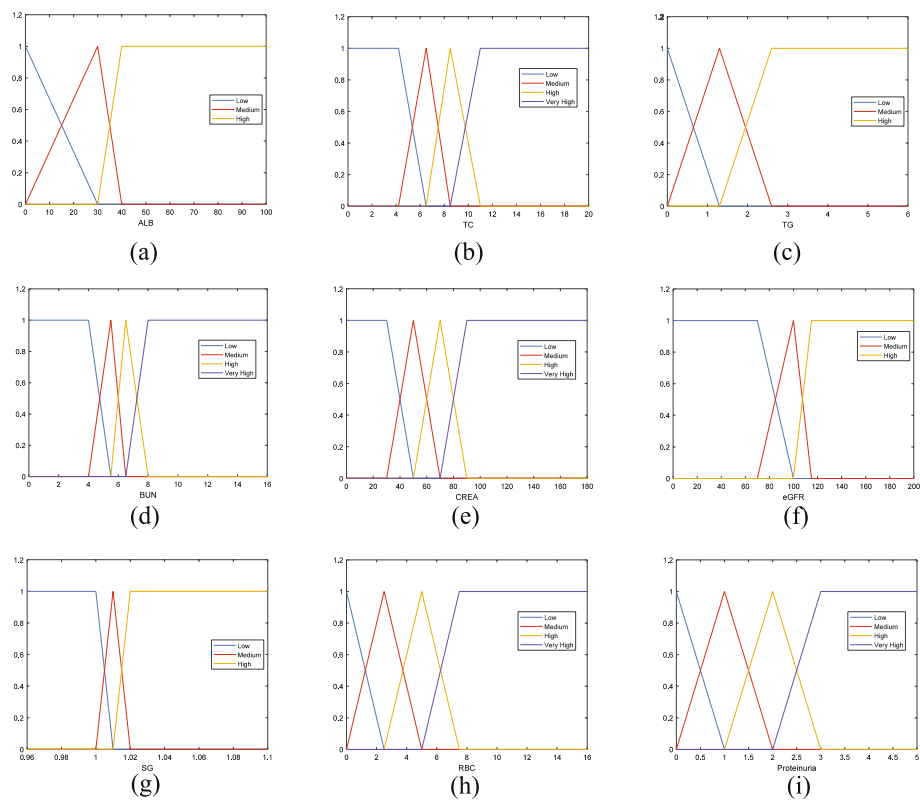 1.2 1 0.8 0.6 0.4 0.2 0
Low
Medium
High
0 10 20 30 40 50 60 70 80 90 100
ALB
(a)
1.2 1 0.8 0.6 0.4 0.2 0
Low
Medium
High
Very High
0 2 4 6 8 10 12 14 16 18 20
TC
(b)
1 0.8 0.6 0.4 0.2 0
Low
Medium
High
0 1 2 3 4 5 6
TG
(c)
1.2 1 0.8 0.6 0.4 0.2 0
Low
Medium
High
Very High
0 2 4 6 8 10 12 14 16
BUN
(d)
1.2 1 0.8 0.6 0.4 0.2 0
Low
Medium
High
Very High
0 20 40 60 80 100 120 140 160 180
CREA
(e)
1.2 1 0.8 0.6 0.4 0.2 0
Low
Medium
High
0 20 40 60 80 100 120 140 160 180 200
eGFR
(f)
1.2 1 0.8 0.6 0.4 0.2 0
Low
Medium
High
0.96 0.98 1 1.02 1.04 1.06 1.08 1.1
SG
(g)
1.2 1 0.8 0.6 0.4 0.2 0
Low
Medium
High
Very High
0 2 4 6 8 10 12 14 16
RBC
(h)
1.2 1 0.8 0.6 0.4 0.2 0
Low
Medium
High
Very High
0 0.5 1 1.5 2 2.5 3 3.5 4 4.5 5
Proteinuria
(i)